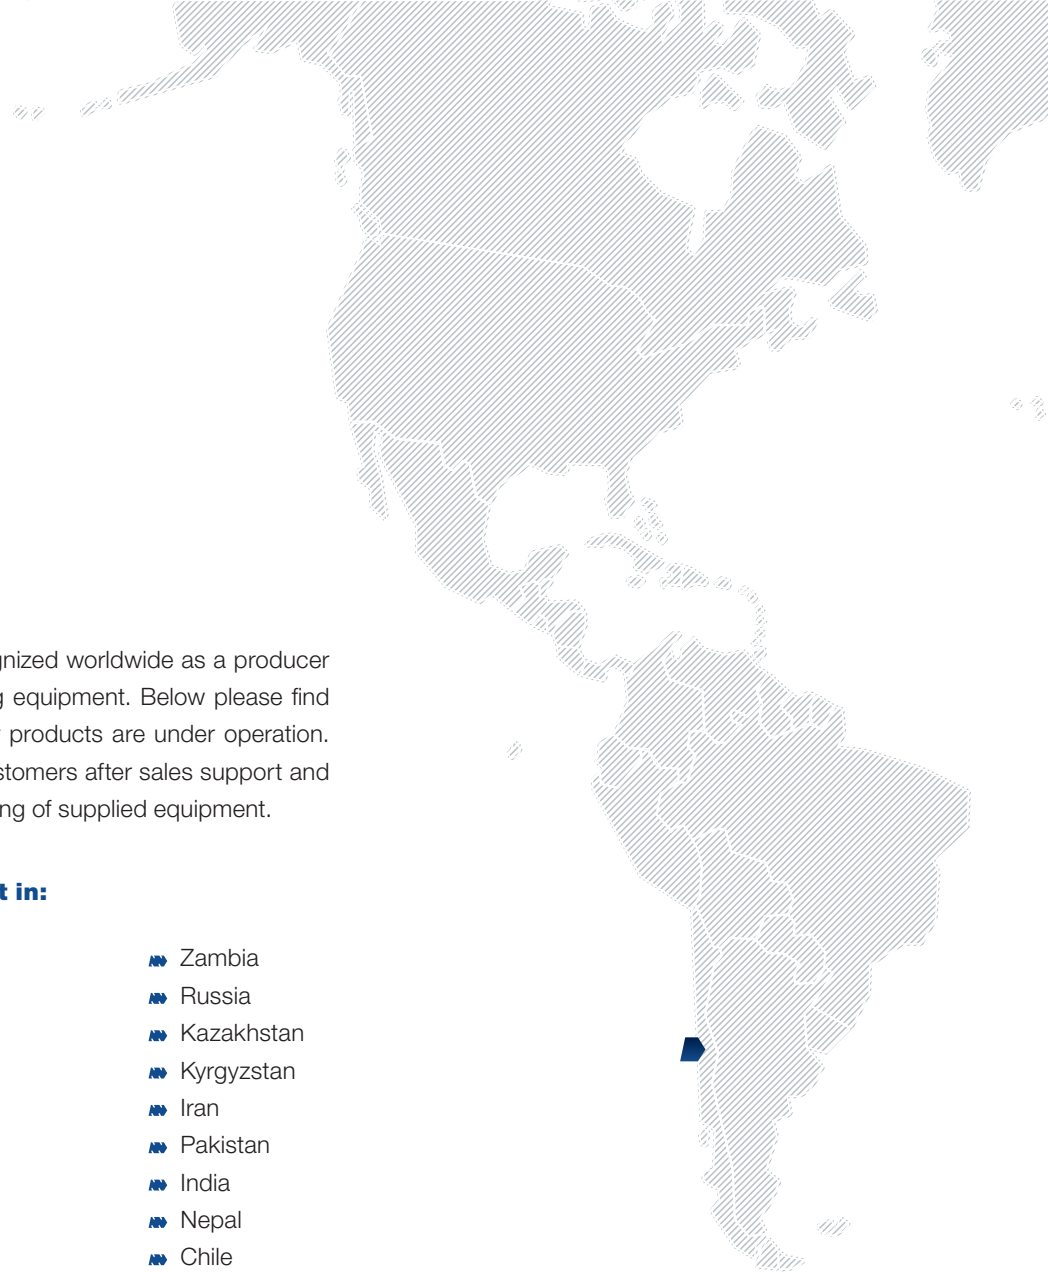 gnized worldwide as a producer
g equipment. Below please find
products are under operation.
stomers after sales support and
ng of supplied equipment.
t in:
Zambia
Russia
Kazakhstan
Kyrgyzstan
Iran
Pakistan
India
Nepal
Chile